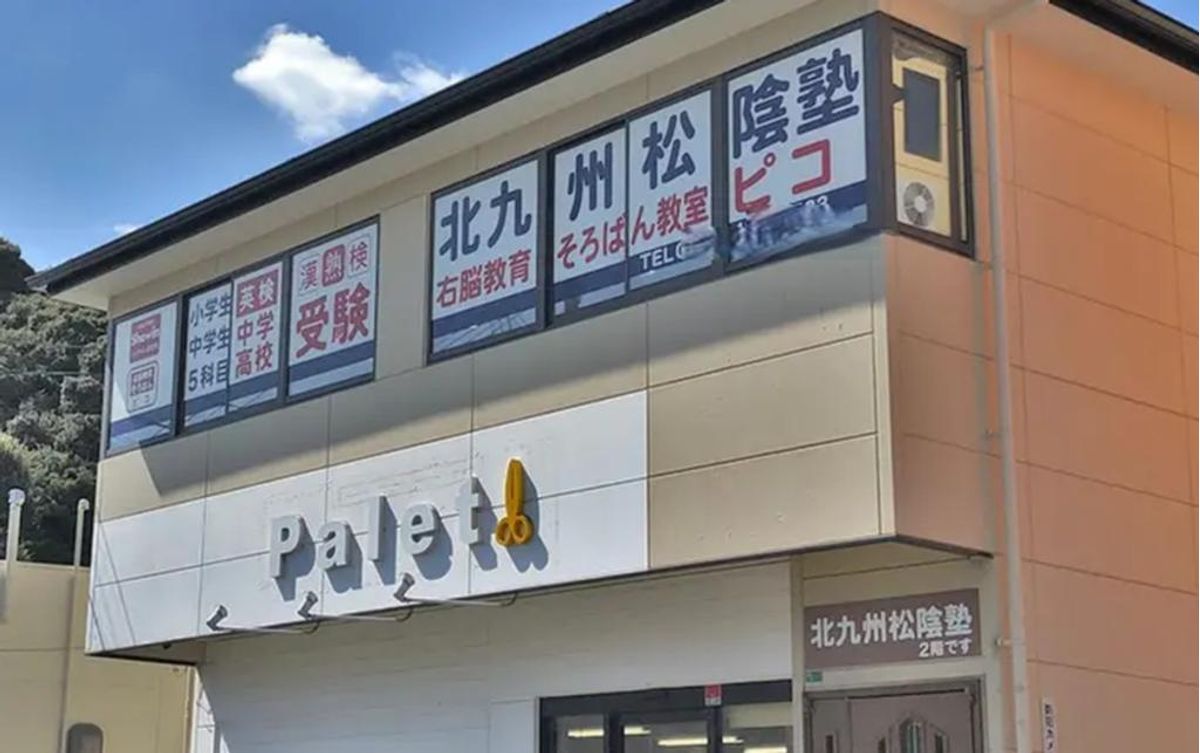 小学生
中学生
5科目
英検
中学
高校
漢熟検
受験
北九州松陰塾
右脳教育 そろばん教室 ピコ
TEL
Palet
北九州松陰塾
2階です